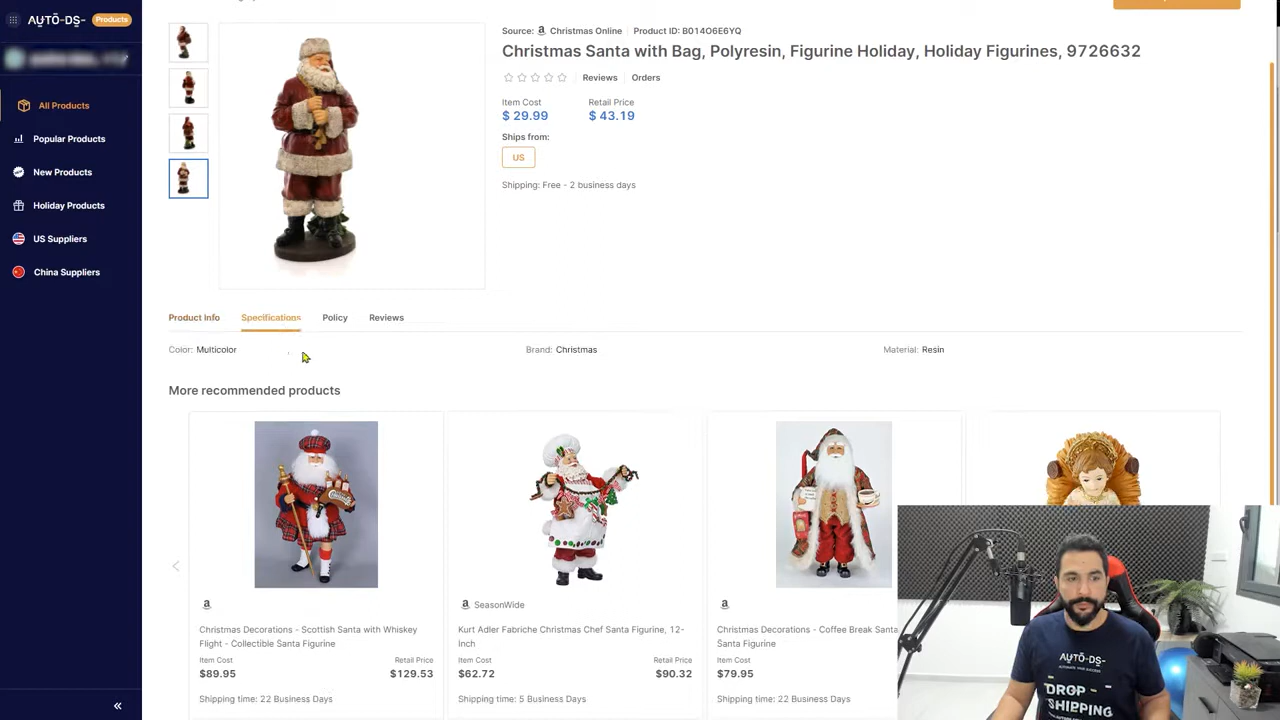 AUTO-DS- Products
All Products
Popular Products
New Products
Holiday Products
US Suppliers
China Suppliers
Source: Christmas Online Product ID: B014O6E6YQ
Christmas Santa with Bag, Polyresin, Figurine Holiday, Holiday Figurines, 9726632
Reviews Orders
Item Cost Retail Price
$ 29.99 $ 43.19
Ships from:
US
Shipping: Free - 2 business days
Product Info Specifications Policy Reviews
Color: Multicolor Brand: Christmas Material: Resin
More recommended products
SeasonWide
Christmas Decorations - Scottish Santa with Whiskey
Flight - Collectible Santa Figurine
Item Cost Retail Price
$89.95 $129.53
Shipping time: 22 Business Days
Kurt Adler Fabriche Christmas Chef Santa Figurine, 12-
Inch
Item Cost Retail Price
$62.72 $90.32
Shipping time: 5 Business Days
Christmas Decorations - Coffee Break Santa
Santa Figurine
Item Cost
$79.95
Shipping time: 22 Business Days
AUTO-DS-
AUTOMATE YOUR SUCCESS
DROP
SHIPPING